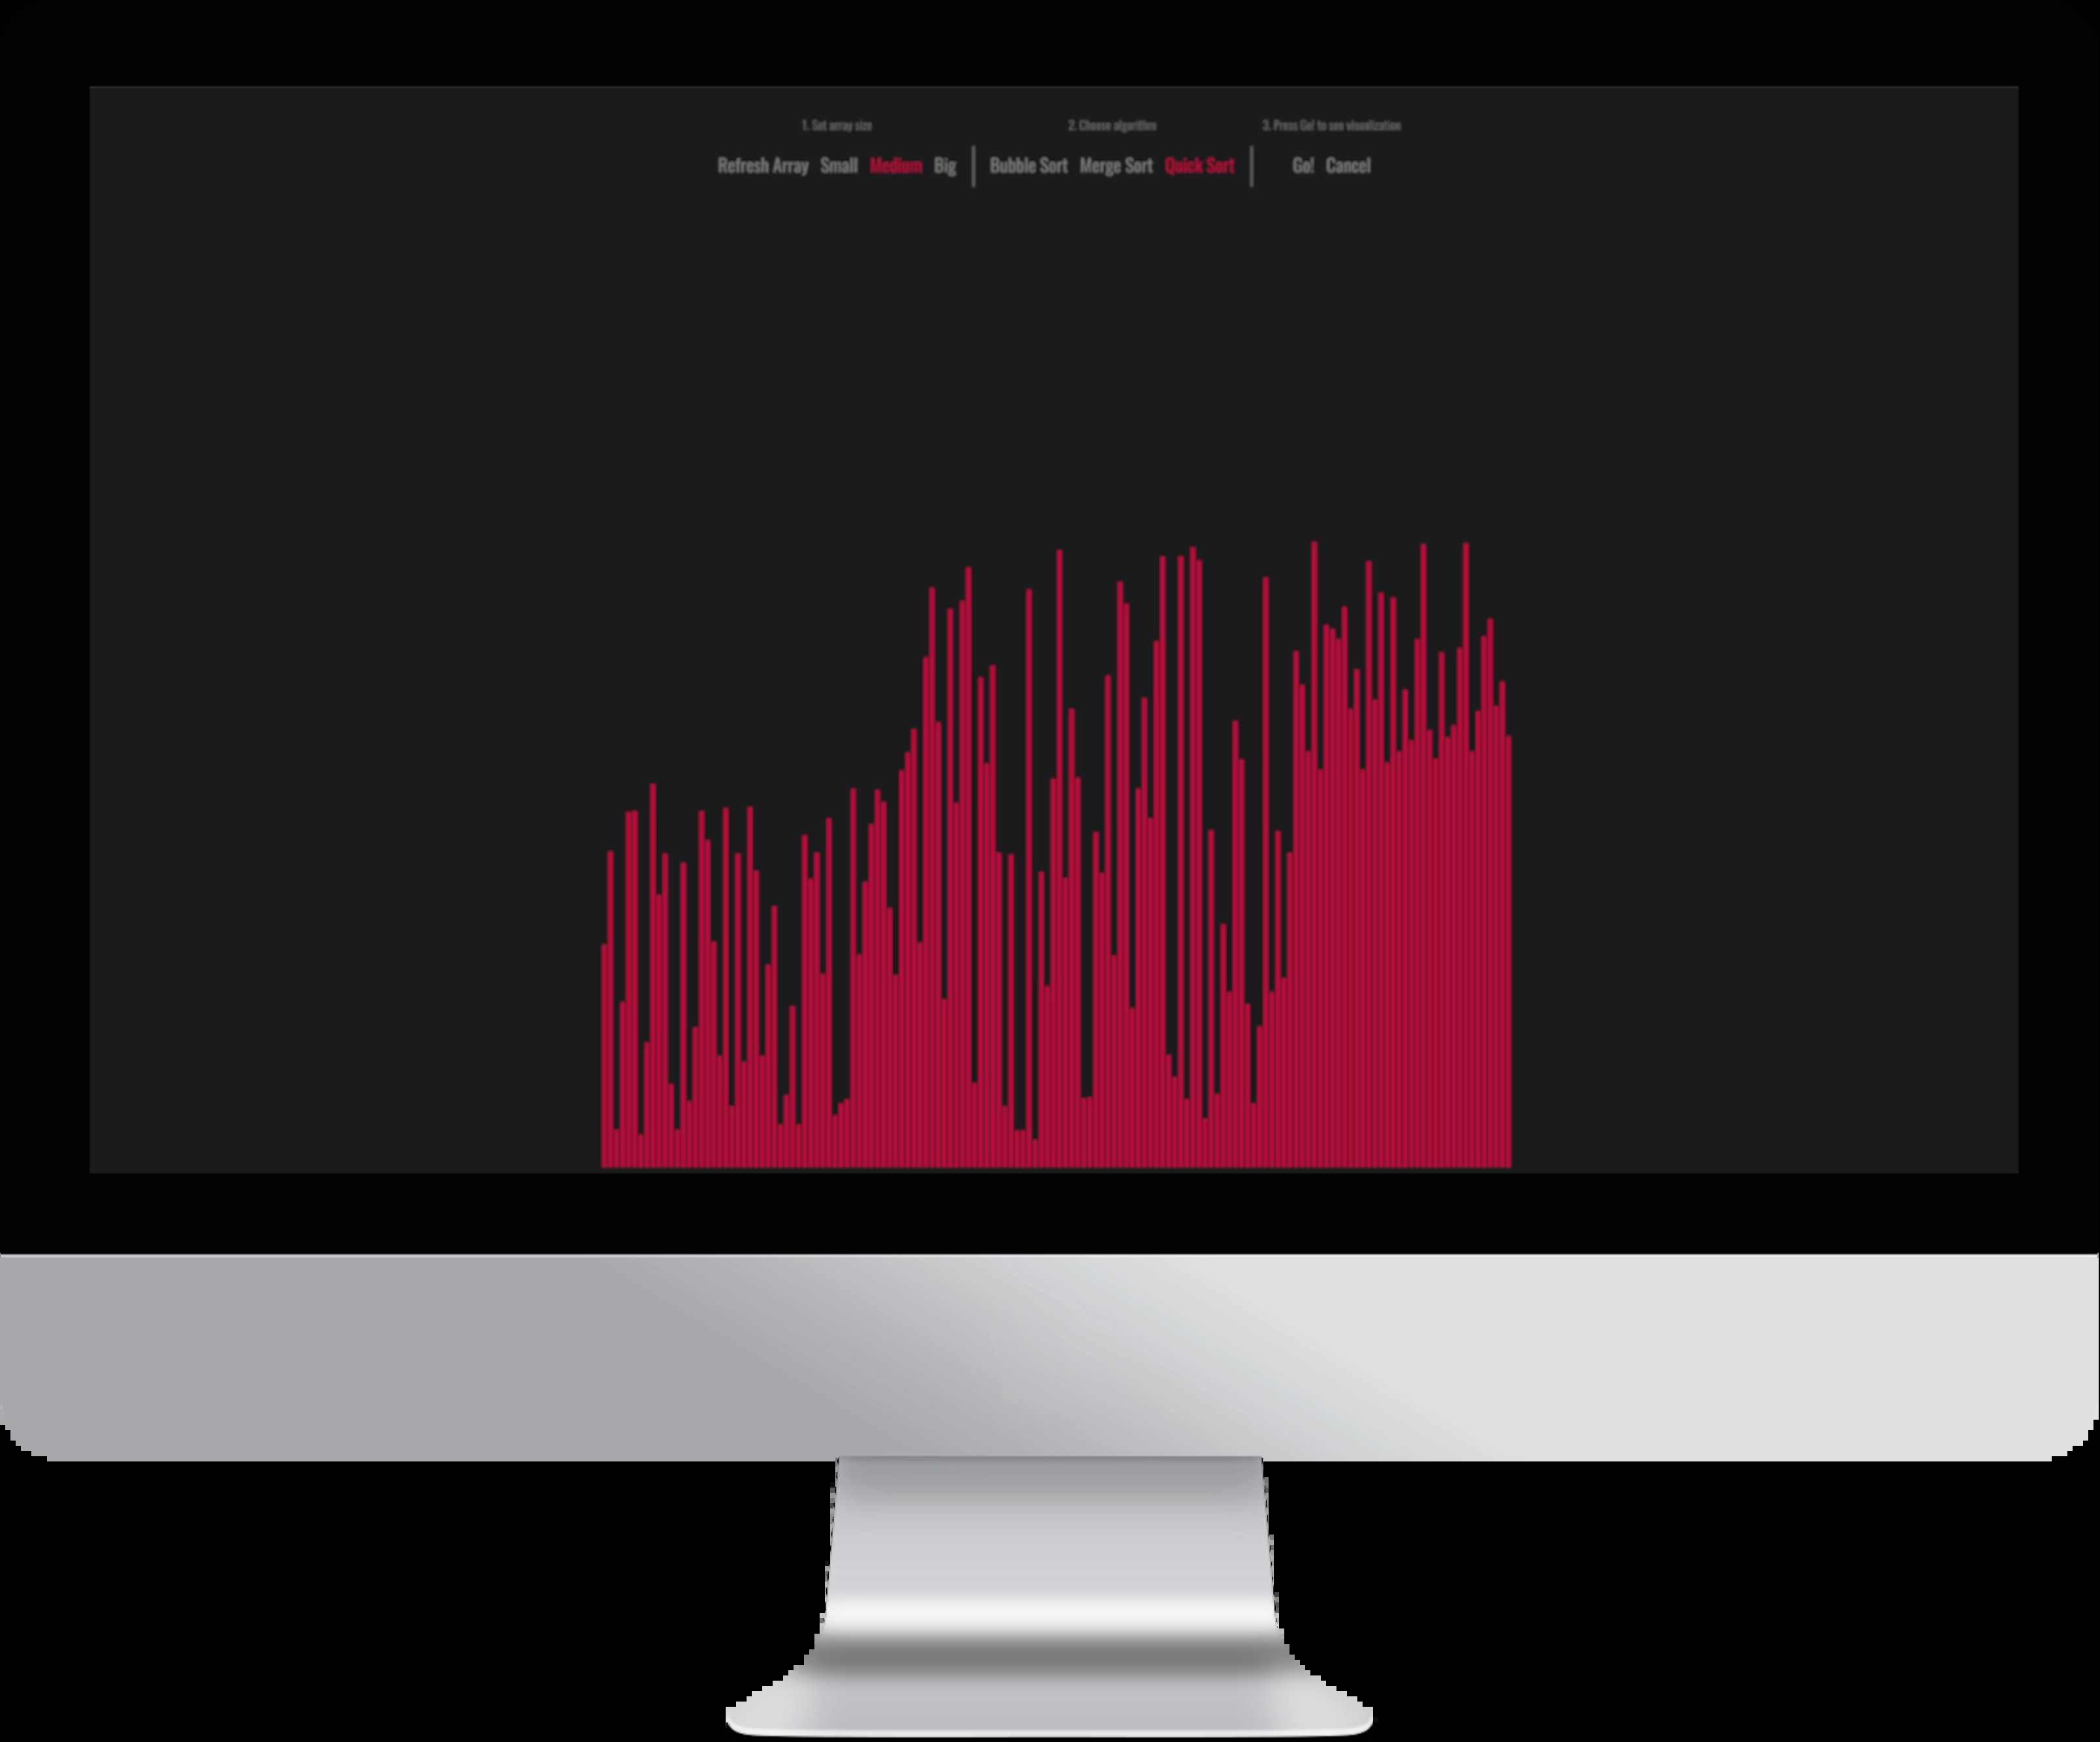 1. Set array size 2. Choose algorithm 3. Press Go! to see visualization
Refresh Array Small Medium Big | Bubble Sort Merge Sort Quick Sort | Go! Cancel